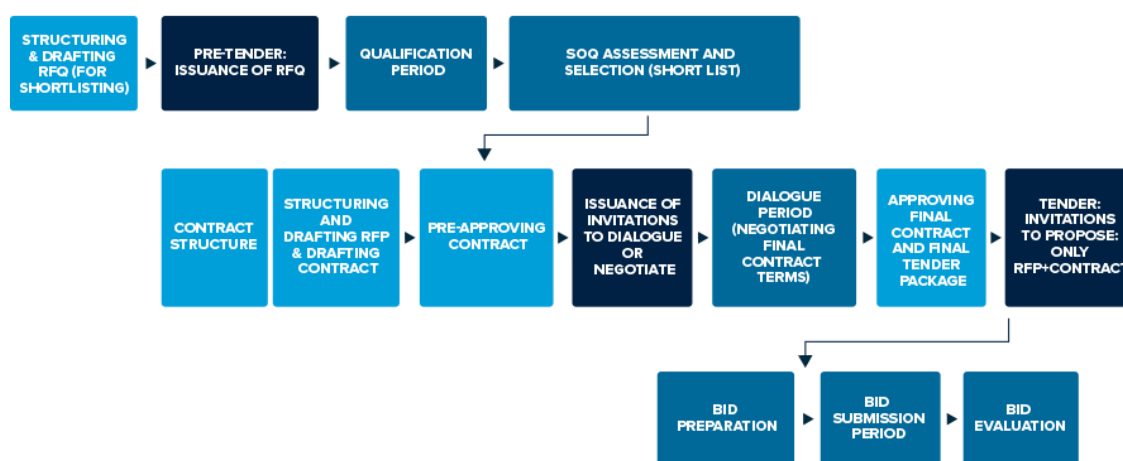 STRUCTURING
& DRAFTING
RFQ (FOR
SHORTLISTING)
PRE-TENDER:
ISSUANCE OF RFQ
QUALIFICATION
PERIOD
SOQ ASSESSMENT AND
SELECTION (SHORT LIST)
CONTRACT
STRUCTURE
STRUCTURING
AND
DRAFTING RFP
& DRAFTING
CONTRACT
PRE-APPROVING
CONTRACT
ISSUANCE OF
INVITATIONS
TO DIALOGUE
OR
NEGOTIATE
DIALOGUE
PERIOD
(NEGOTIATING
FINAL
CONTRACT
TERMS)
APPROVING
FINAL
CONTRACT
AND FINAL
TENDER
PACKAGE
TENDER:
INVITATIONS
TO PROPOSE:
ONLY
RFP+CONTRACT
BID
PREPARATION
BID
SUBMISSION
PERIOD
BID
EVALUATION